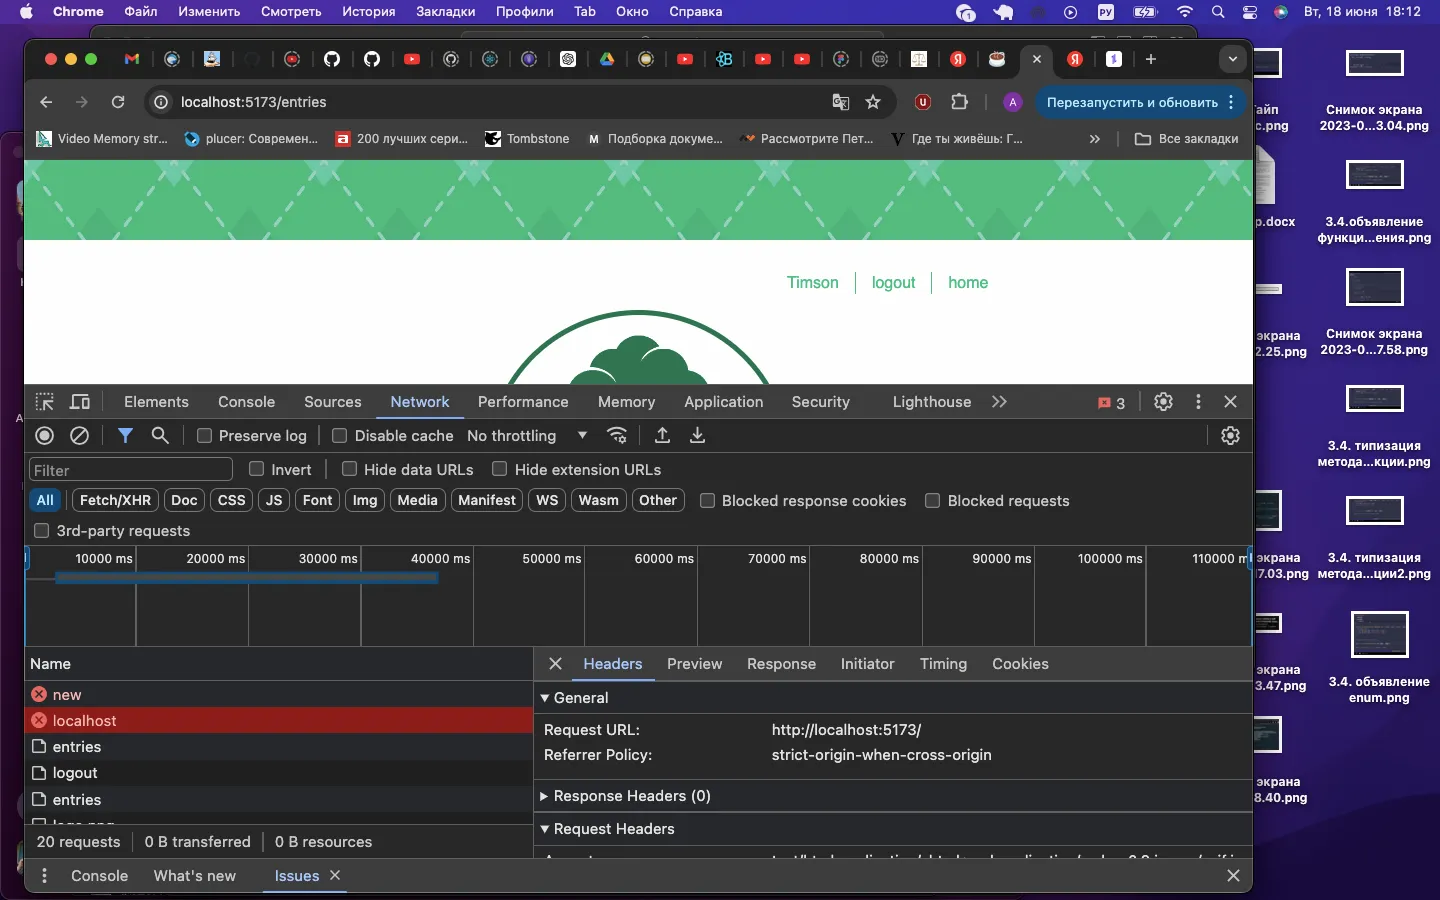 Chrome Файл Изменить Смотреть История Закладки Профили Tab Окно Справка 1 РУ Вт, 18 июня 18:12
localhost:5173/entries
A Перезапустить и обновить
Video Memory str... plucer: Современ... 200 лучших сери... Tombstone Подборка докуме... Рассмотрите Пет... Где ты живёшь: Г... » Все закладки
Timson logout home
Elements Console Sources Network Performance Memory Application Security Lighthouse 3
Preserve log Disable cache No throttling
Filter Invert Hide data URLs Hide extension URLs
All Fetch/XHR Doc CSS JS Font Img Media Manifest WS Wasm Other Blocked response cookies Blocked requests
3rd-party requests
10000 ms 20000 ms 30000 ms 40000 ms 50000 ms 60000 ms 70000 ms 80000 ms 90000 ms 100000 ms 110000 m
Name
new
localhost
entries
logout
entries
20 requests 0 B transferred 0 B resources
Headers Preview Response Initiator Timing Cookies
General
Request URL: http://localhost:5173/
Referrer Policy: strict-origin-when-cross-origin
Response Headers (0)
Request Headers
Console What's new Issues
c.png
p.docx
экрана
2.25.png
экрана
17.03.png
экрана
3.47.png
экрана
8.40.png
Снимок экрана
2023-0...3.04.png
3.4.объявление
функци...ения.png
Снимок экрана
2023-0...7.58.png
3.4. типизация
метода...кции.png
3.4. типизация
метода...ции2.png
3.4. объявление
enum.png